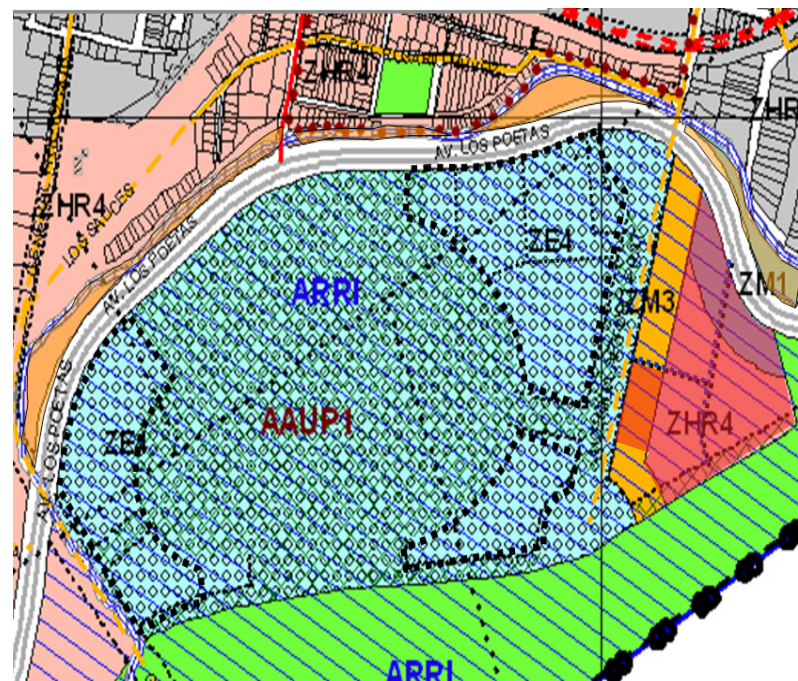 ZHR4
ZHR
AV. LOS POETAS
ZHR4
LOS SAUCES
AV. LOS POETAS
ZE4
ARRI
ZM3
ZM1
AAUP1
ZHR4
ZE4
AV. LOS POETAS
ARRI